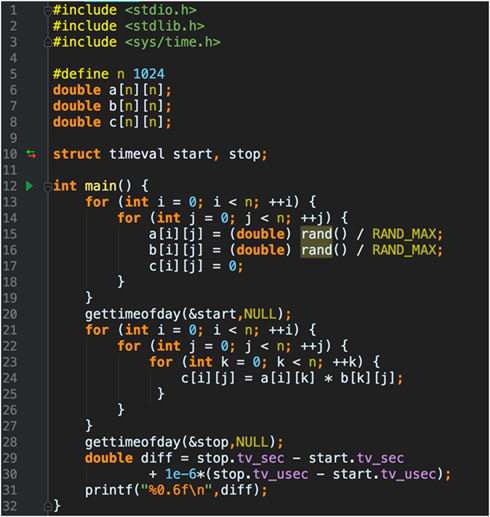 1 #include <stdio.h>
2 #include <stdlib.h>
3 #include <sys/time.h>
4
5 #define n 1024
6 double a[n][n];
7 double b[n][n];
8 double c[n][n];
9
10 struct timeval start, stop;
11
12 int main() {
13     for (int i = 0; i < n; ++i) {
14         for (int j = 0; j < n; ++j) {
15             a[i][j] = (double) rand() / RAND_MAX;
16             b[i][j] = (double) rand() / RAND_MAX;
17             c[i][j] = 0;
18         }
19     }
20     gettimeofday(&start,NULL);
21     for (int i = 0; i < n; ++i) {
22         for (int j = 0; j < n; ++j) {
23             for (int k = 0; k < n; ++k) {
24                 c[i][j] = a[i][k] * b[k][j];
25              }
26         }
27     }
28     gettimeofday(&stop,NULL);
29     double diff = stop.tv_sec - start.tv_sec
30             + 1e-6*(stop.tv_usec - start.tv_usec);
31     printf("%0.6f\n",diff);
32 }